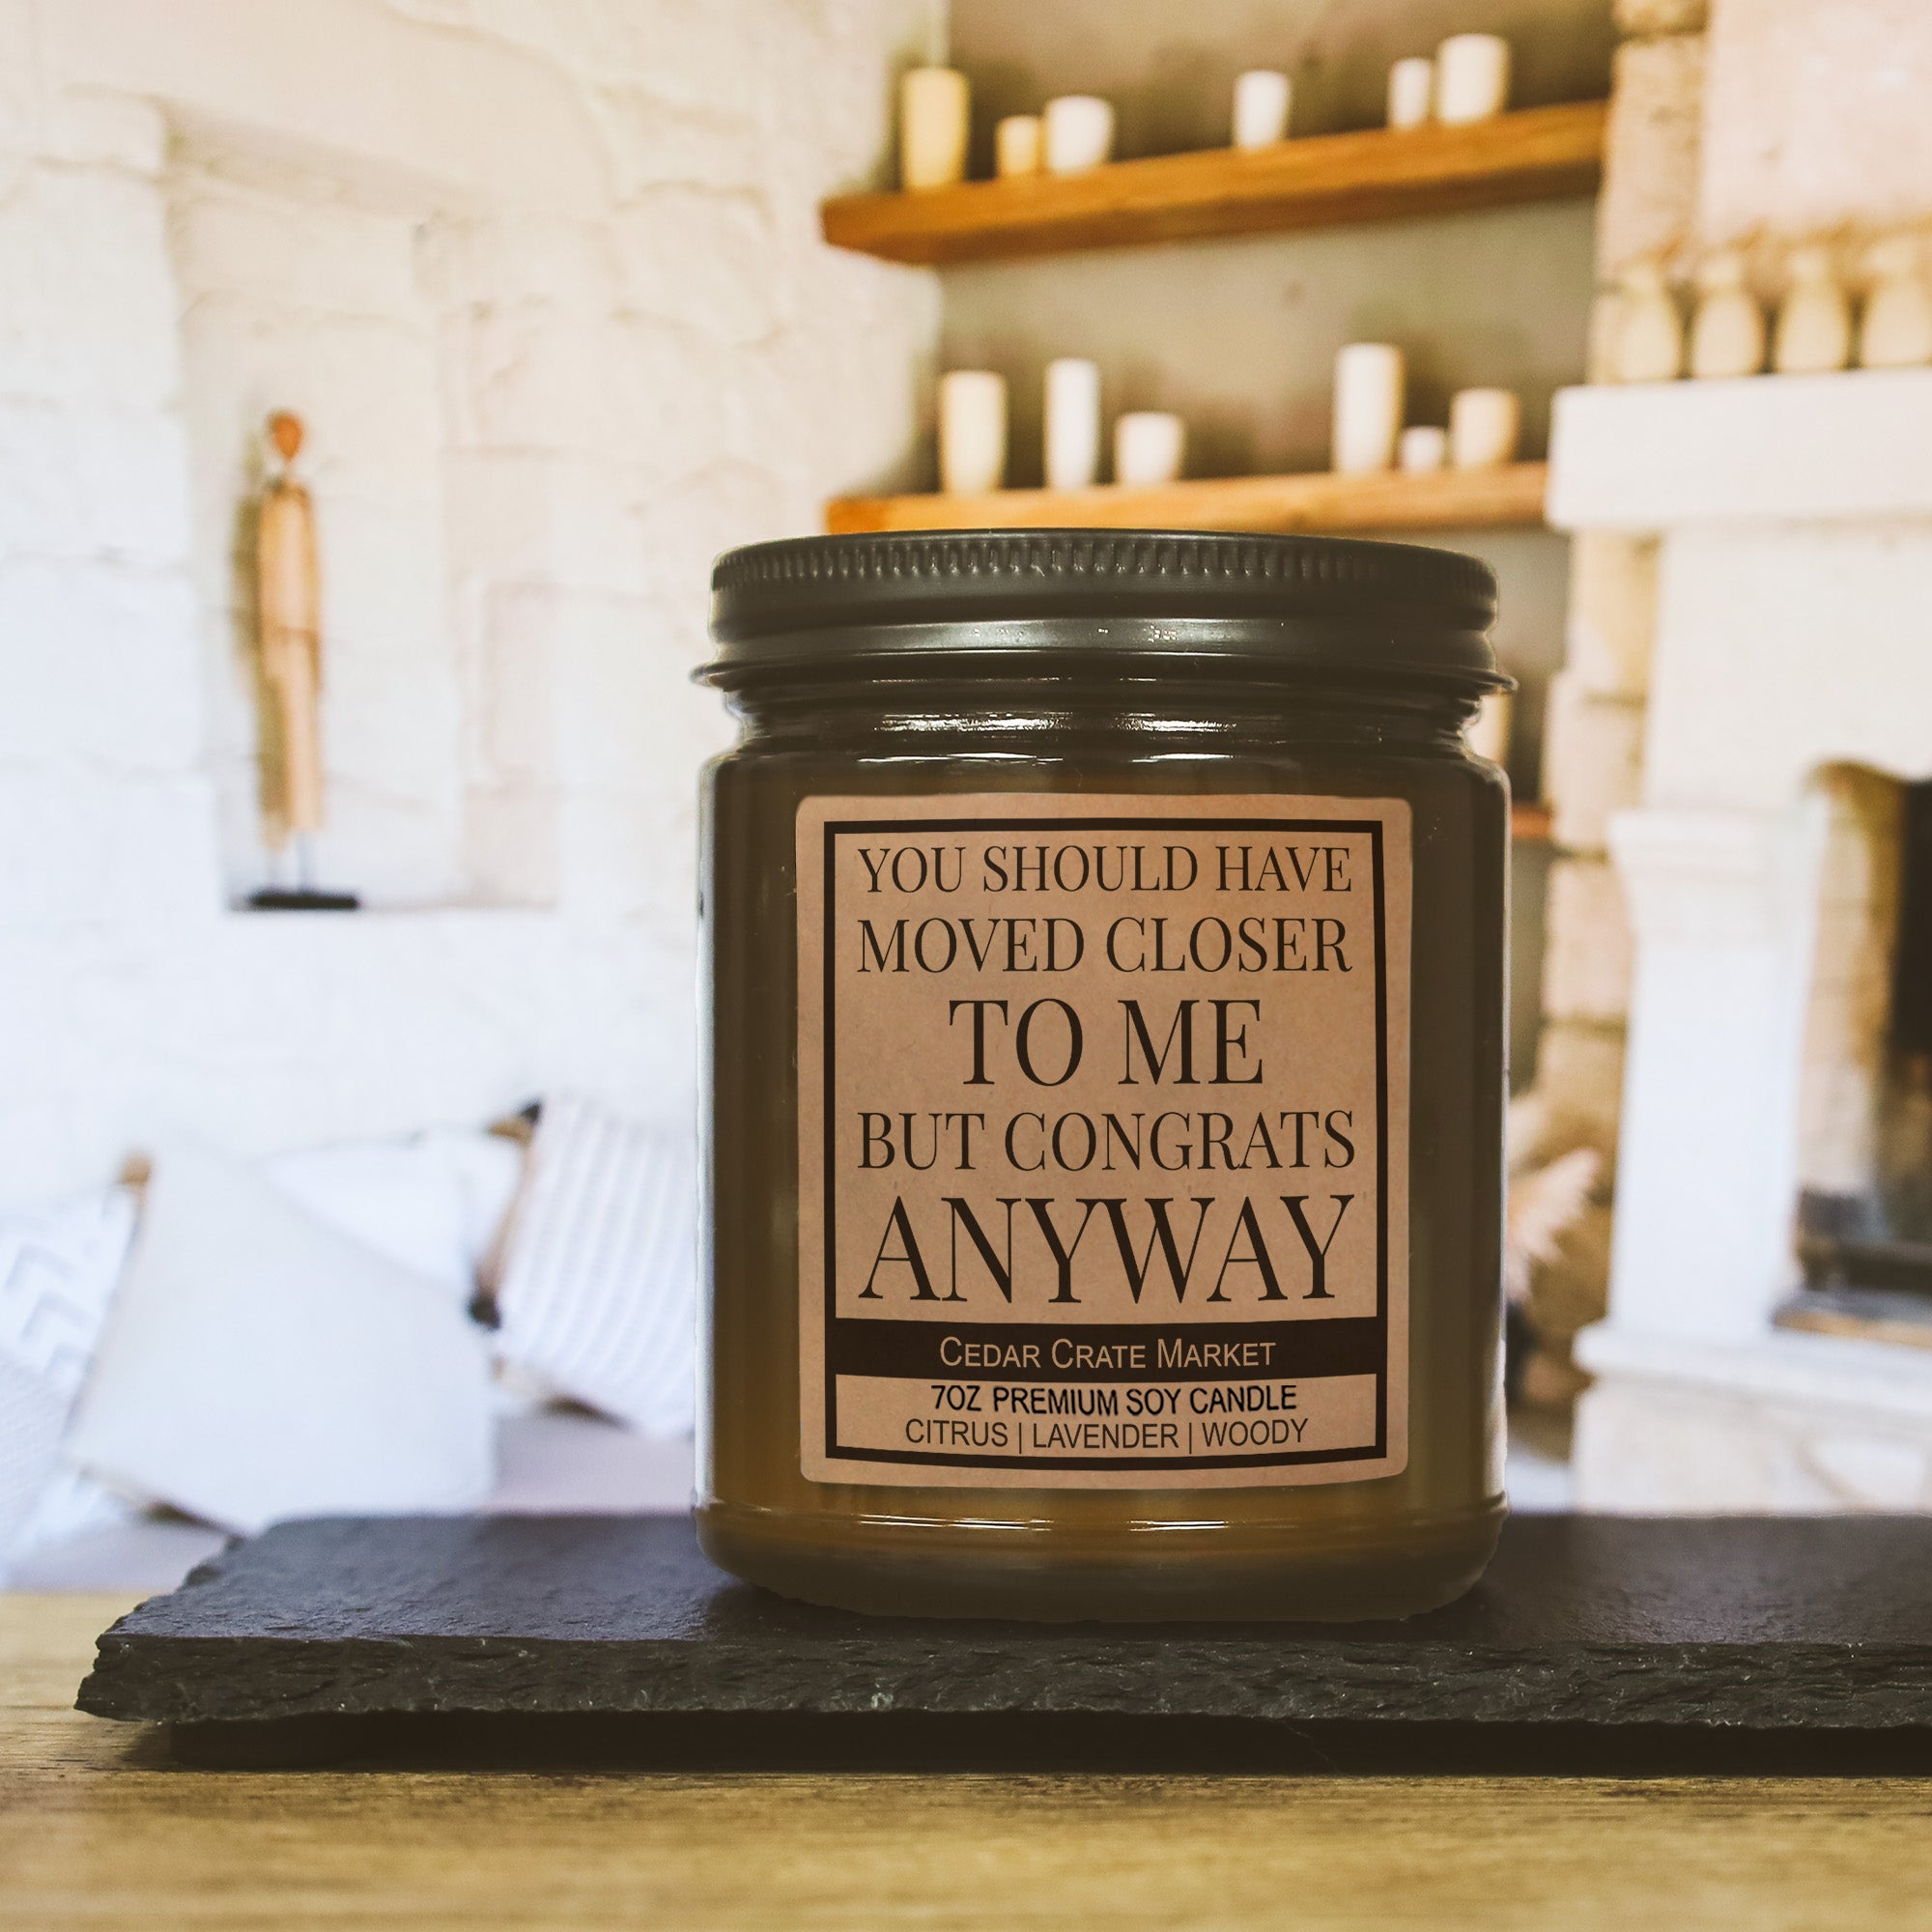 YOU SHOULD HAVE
MOVED CLOSER
TO ME
BUT CONGRATS
ANYWAY
CEDAR CRATE MARKET
7OZ PREMIUM SOY CANDLE
CITRUS | LAVENDER | WOODY